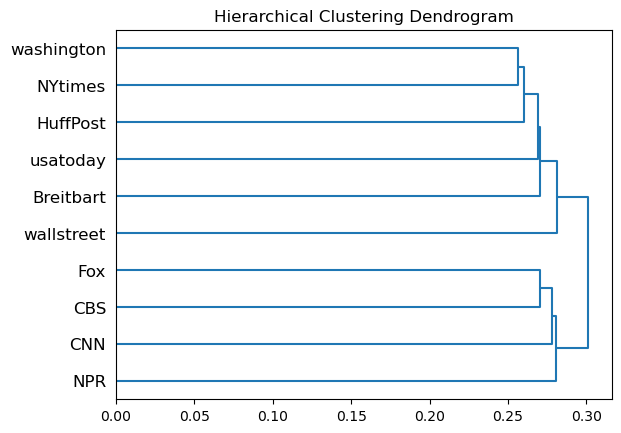 Hierarchical Clustering Dendrogram
washington
NYtimes
HuffPost
usatoday
Breitbart
wallstreet
Fox
CBS
CNN
NPR
0.00 0.05 0.10 0.15 0.20 0.25 0.30